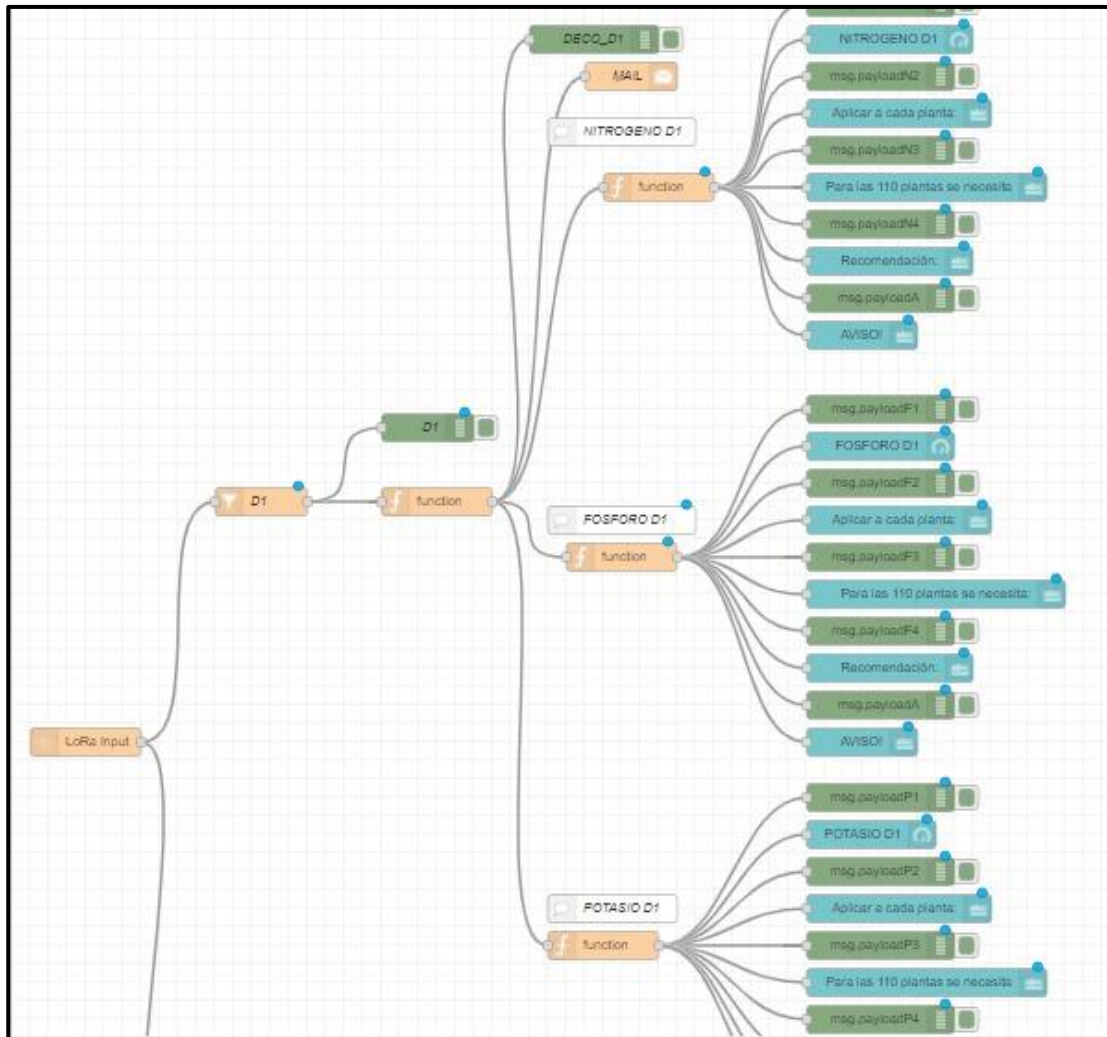 DECO_D1
MAIL
NITROGENO D1
function
NITROGENO D1
msg.payloadN2
Aplicar a cada planta:
msg.payloadN3
Para las 110 plantas se necesita
msg.payloadN4
Recomendación:
msg.payloadA
AVISO!
D1
D1
function
FOSFORO D1
function
msg.payloadF1
FOSFORO D1
msg.payloadF2
Aplicar a cada planta:
msg.payloadF3
Para las 110 plantas se necesita:
msg.payloadF4
Recomendación:
msg.payloadA
AVISO!
LoRa Input
POTASIO D1
function
msg.payloadP1
POTASIO D1
msg.payloadP2
Aplicar a cada planta:
msg.payloadP3
Para las 110 plantas se necesita
msg.payloadP4